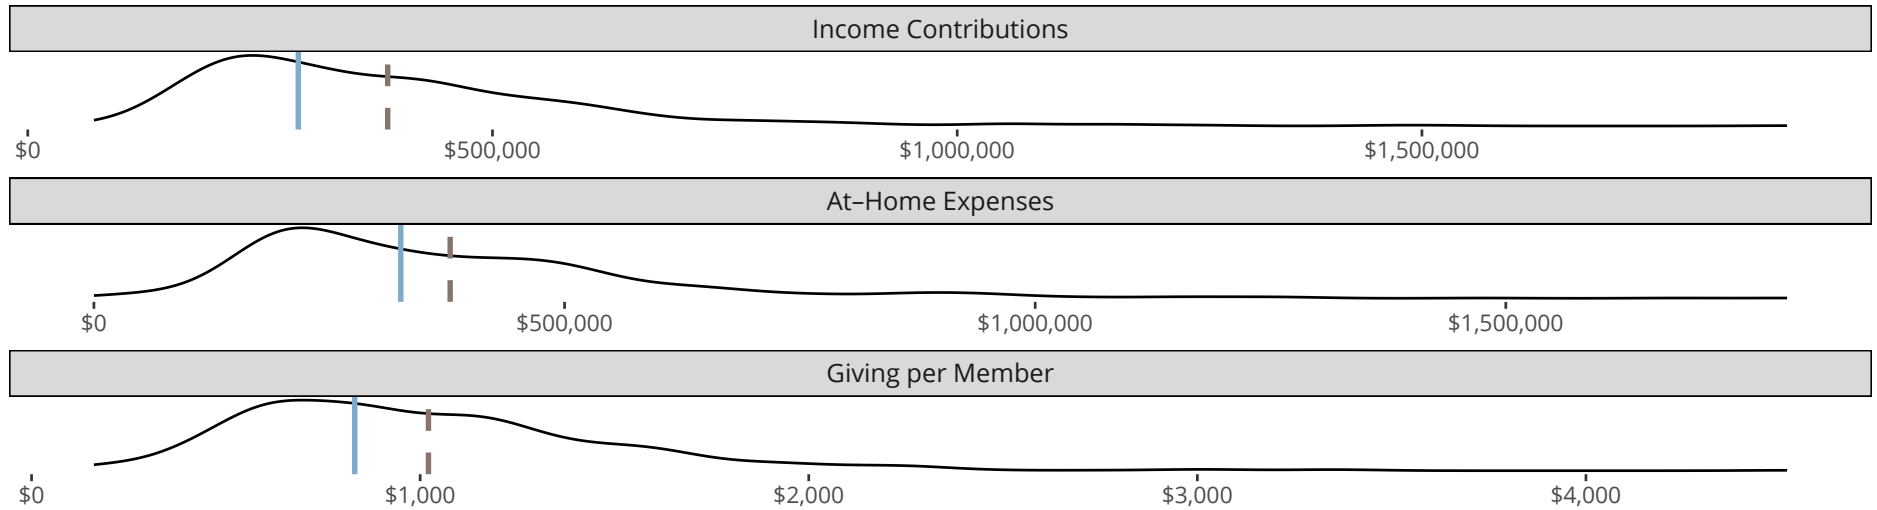 Income Contributions
$0 $500,000 $1,000,000 $1,500,000
At–Home Expenses
$0 $500,000 $1,000,000 $1,500,000
Giving per Member
$0 $1,000 $2,000 $3,000 $4,000